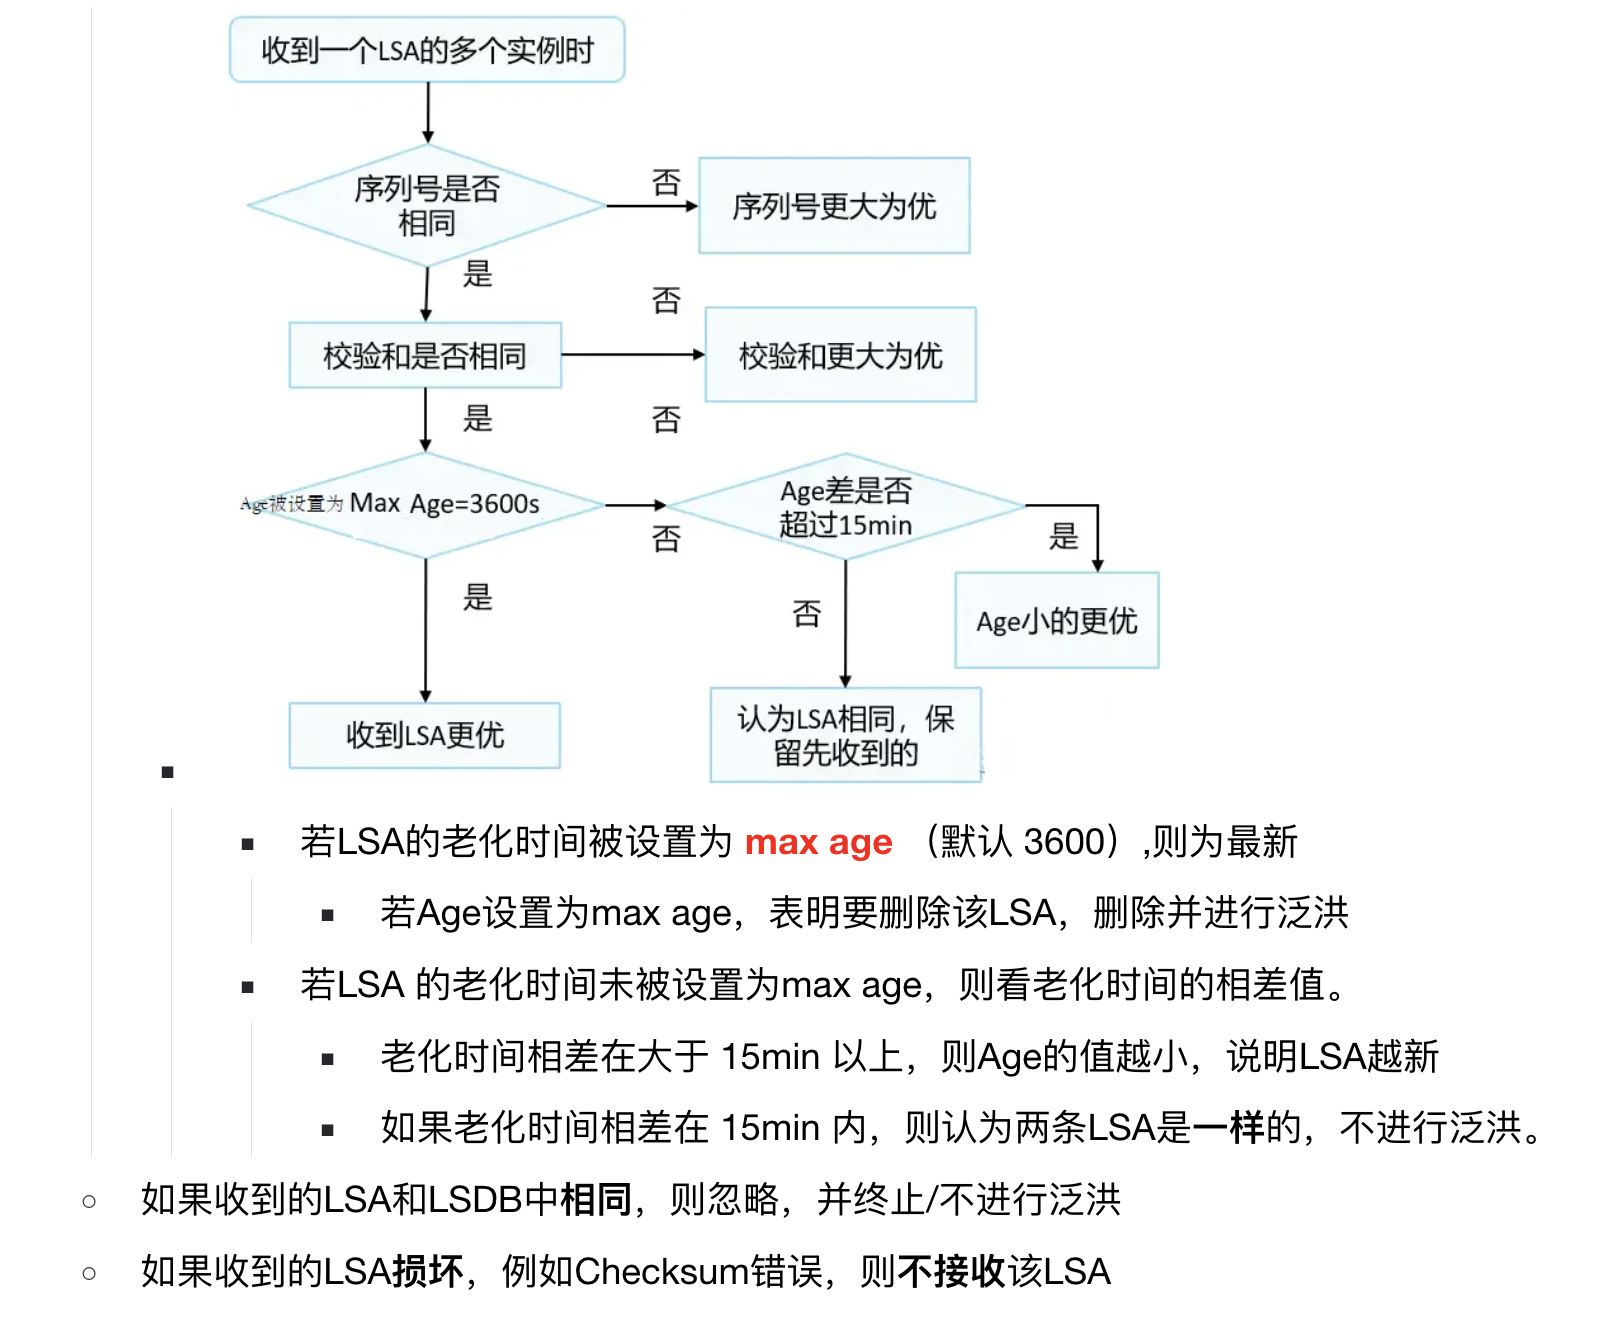 收到一个LSA的多个实例时
序列号是否
相同
否
序列号更大为优
是
否
校验和是否相同
校验和更大为优
是
否
Age被设置为 Max Age=3600s
Age差是否
超过15min
否
是
是
否
Age小的更优
收到LSA更优
认为LSA相同，保
留先收到的
若LSA的老化时间被设置为 max age （默认 3600）,则为最新
若Age设置为max age，表明要删除该LSA，删除并进行泛洪
若LSA 的老化时间未被设置为max age，则看老化时间的相差值。
老化时间相差在大于 15min 以上，则Age的值越小，说明LSA越新
如果老化时间相差在 15min 内，则认为两条LSA是一样的，不进行泛洪。
如果收到的LSA和LSDB中相同，则忽略，并终止/不进行泛洪
如果收到的LSA损坏，例如Checksum错误，则不接收该LSA